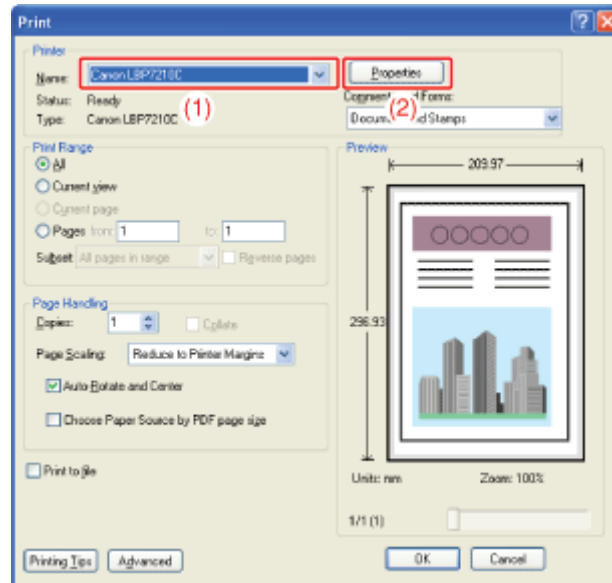 Print
Printer
Name: Canon LBP7210C
Properties
Status: Ready
(1)
(2)
Comments and Forms:
Type: Canon LBP7210C
Document and Stamps
Print Range
All
Current view
Current page
Pages from: 1 to: 1
Subset: All pages in range
Reverse pages
Preview
209.97
296.93
Page Handling
Copies: 1
Collate
Page Scaling: Reduce to Printer Margins
Auto-Rotate and Center
Choose Paper Source by PDF page size
Print to file
Units: mm
Zoom: 100%
1/1 (1)
Printing Tips
Advanced
OK
Cancel